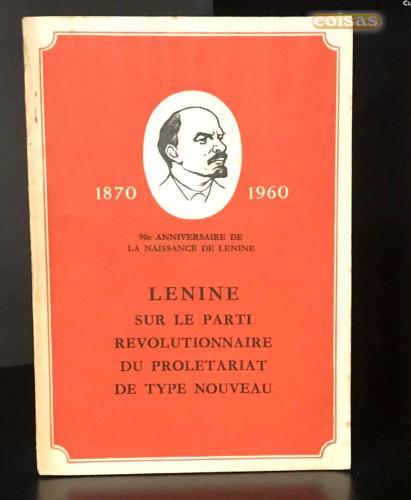 coisas
Cu
1870 1960
90e ANNIVERSAIRE DE
LA NAISSANCE DE LENINE
LENINE
SUR LE PARTI
REVOLUTIONNAIRE
DU PROLETARIAT
DE TYPE NOUVEAU